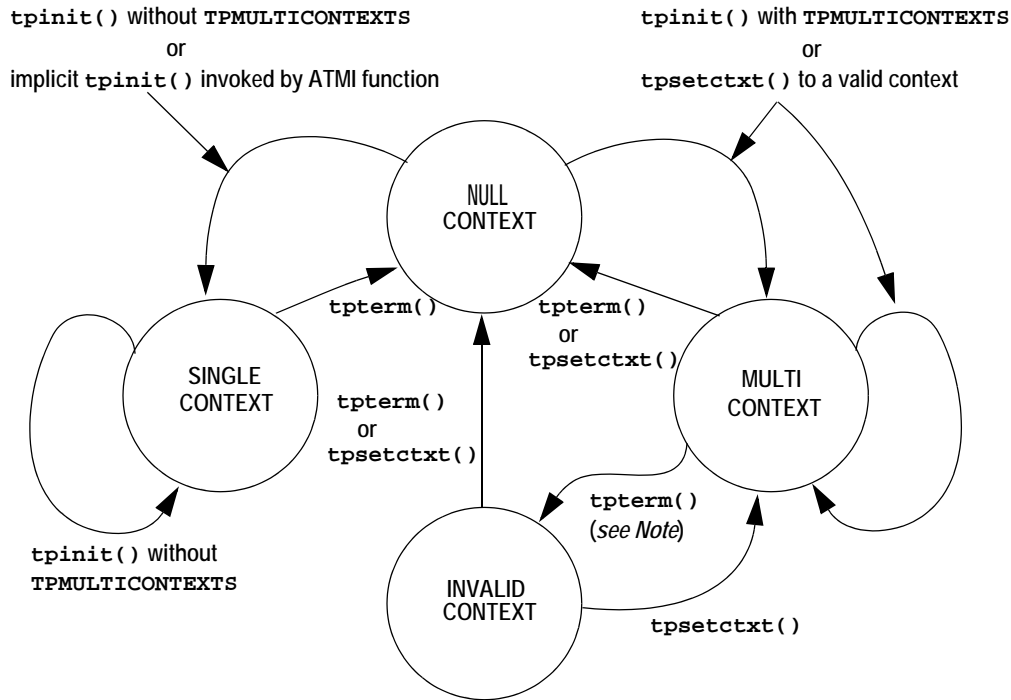 tpinit() without TPMULTICONTEXTS
or
implicit tpinit() invoked by ATMI function
tpinit() with TPMULTICONTEXTS
or
tpsetctxt() to a valid context
NULL
CONTEXT
tpterm()
tpterm()
or
tpsetctxt()
SINGLE
CONTEXT
MULTI
CONTEXT
tpterm()
or
tpsetctxt()
tpterm()
(see Note)
tpinit() without
TPMULTICONTEXTS
INVALID
CONTEXT
tpsetctxt()